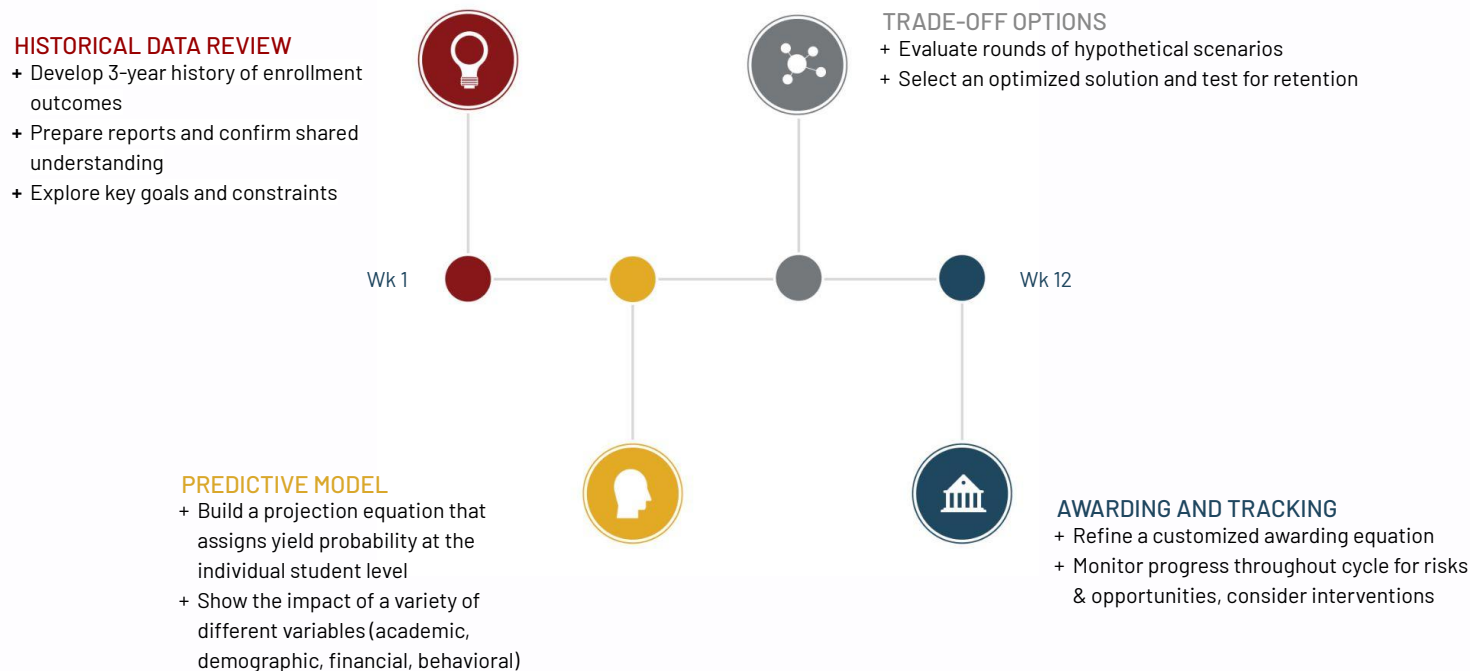 HISTORICAL DATA REVIEW
+ Develop 3-year history of enrollment
outcomes
+ Prepare reports and confirm shared
understanding
+ Explore key goals and constraints
TRADE-OFF OPTIONS
+ Evaluate rounds of hypothetical scenarios
+ Select an optimized solution and test for retention
Wk 1
Wk 12
PREDICTIVE MODEL
+ Build a projection equation that
assigns yield probability at the
individual student level
+ Show the impact of a variety of
different variables (academic,
demographic, financial, behavioral)
AWARDING AND TRACKING
+ Refine a customized awarding equation
+ Monitor progress throughout cycle for risks
& opportunities, consider interventions